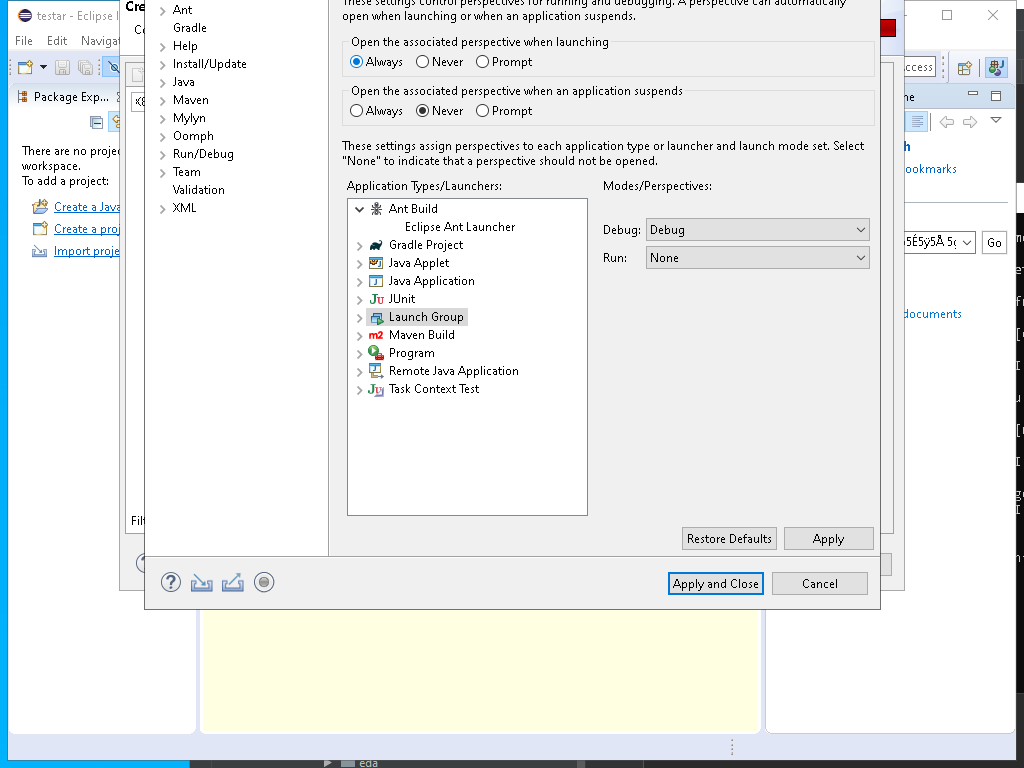 testar - Eclipse I
File Edit Navigat
Package Exp...
There are no proje
workspace.
To add a project:
Create a Java
Create a proj
Import proje
Cre
Ant
Gradle
Help
Install/Update
Java
Maven
Mylyn
Oomph
Run/Debug
Team
Validation
XML
Filt
These settings control perspectives for running and debugging. A perspective can automatically
open when launching or when an application suspends.
Open the associated perspective when launching
Always Never Prompt
Open the associated perspective when an application suspends
Always Never Prompt
These settings assign perspectives to each application type or launcher and launch mode set. Select
"None" to indicate that a perspective should not be opened.
Application Types/Launchers:
Modes/Perspectives:
Ant Build
Eclipse Ant Launcher
Gradle Project
Java Applet
Java Application
JUnit
Launch Group
Maven Build
Program
Remote Java Application
Task Context Test
Debug: Debug
Run: None
Restore Defaults Apply
Apply and Close Cancel
ccess
ne
h
ookmarks
Go
documents
eda